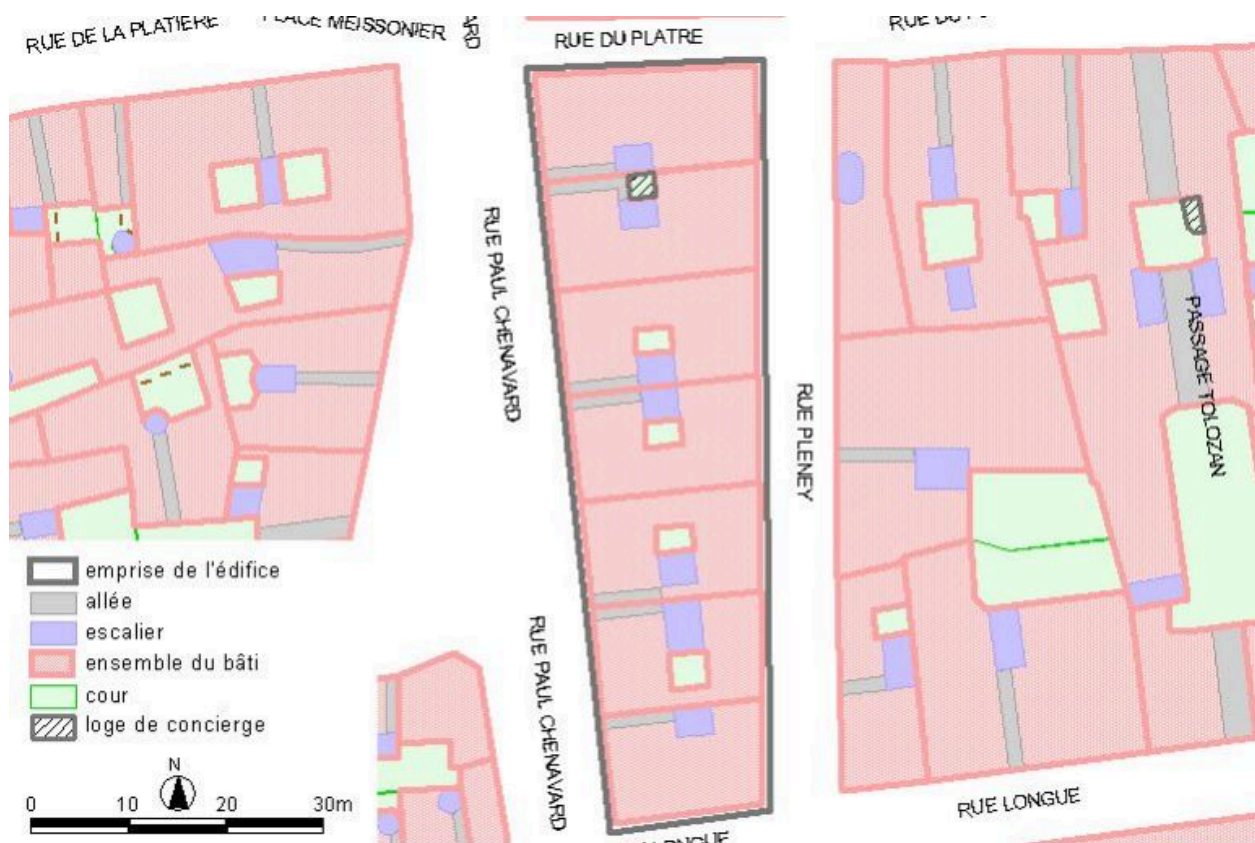 RUE DE LA PLATIÈRE
PLACE MEISSONIER
RUE DU PLATRE
RUE PAUL CHENAVARD
RUE PLENEY
PASSAGE TOLOZAN
RUE PAUL CHENAVARD
RUE LONGUE
emprise de l'édifice
allée
escalier
ensemble du bâti
cour
loge de concierge
N
0 10 20 30m